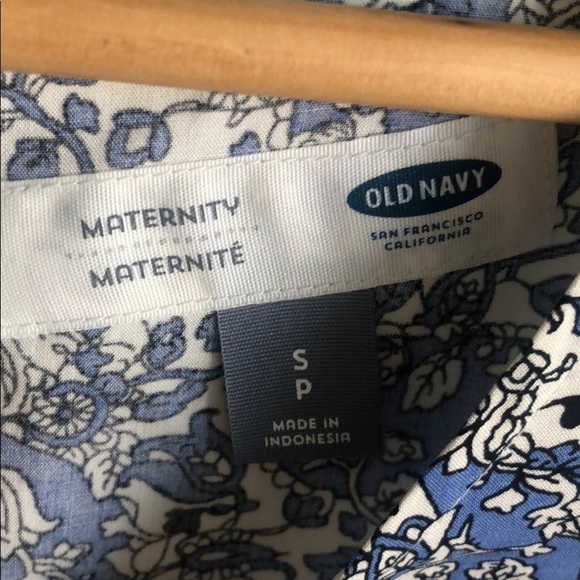 MATERNITY
MATERNITÉ
OLD NAVY
SAN FRANCISCO
CALIFORNIA
S
P
MADE IN
INDONESIA